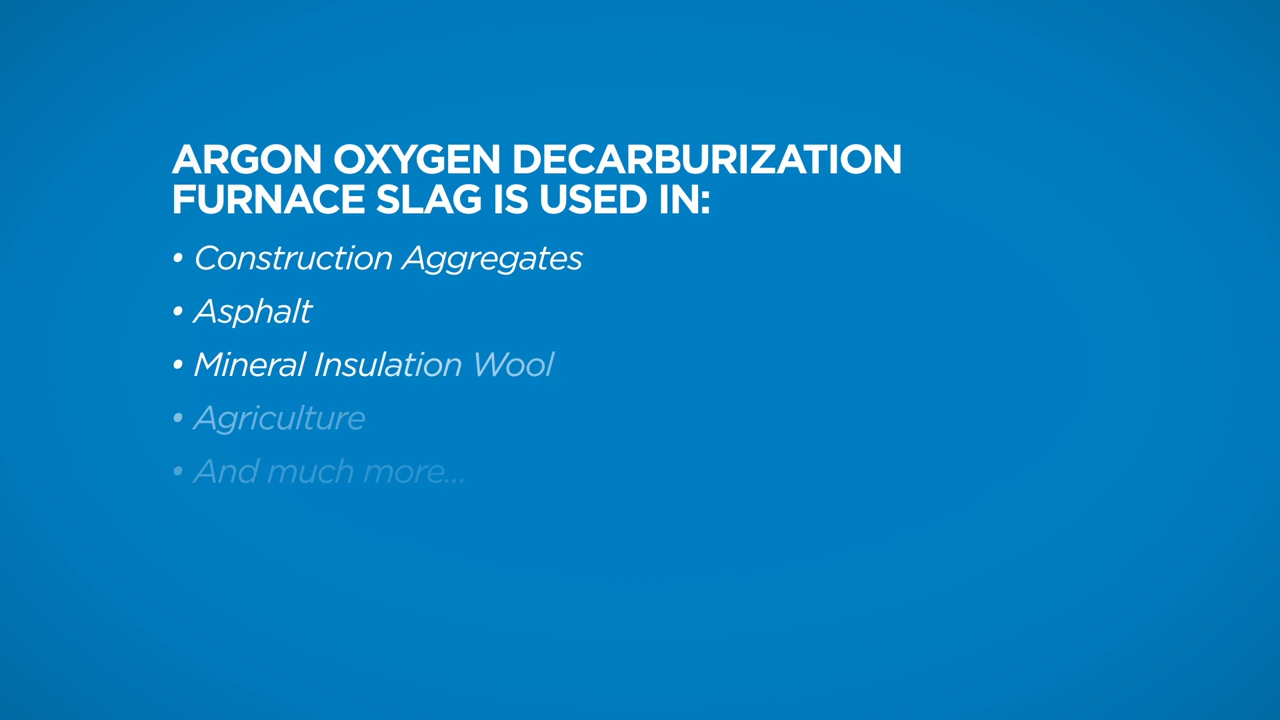 ARGON OXYGEN DECARBURIZATION
FURNACE SLAG IS USED IN:
• Construction Aggregates
• Asphalt
• Mineral Insulation Wool
• Agriculture
• And much more...